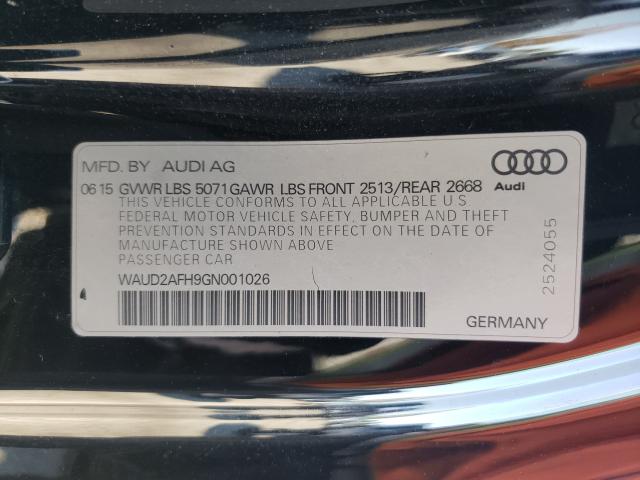 MFD. BY AUDI AG
06 15 GVWR LBS 5071 GAWR LBS FRONT 2513/REAR 2668
Audi
THIS VEHICLE CONFORMS TO ALL APPLICABLE U S
FEDERAL MOTOR VEHICLE SAFETY, BUMPER AND THEFT
PREVENTION STANDARDS IN EFFECT ON THE DATE OF
MANUFACTURE SHOWN ABOVE
PASSENGER CAR
WAUD2AFH9GN001026
2524055
GERMANY